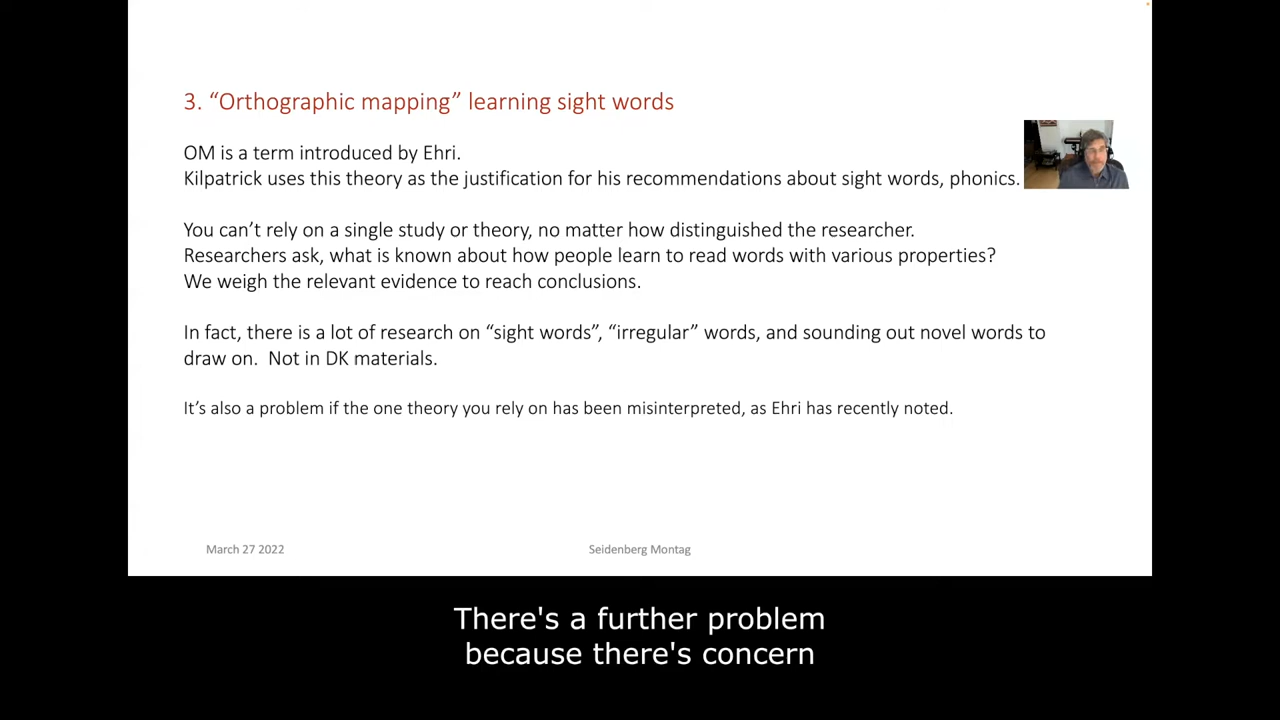 3. “Orthographic mapping” learning sight words
OM is a term introduced by Ehri.
Kilpatrick uses this theory as the justification for his recommendations about sight words, phonics.
You can’t rely on a single study or theory, no matter how distinguished the researcher.
Researchers ask, what is known about how people learn to read words with various properties?
We weigh the relevant evidence to reach conclusions.
In fact, there is a lot of research on “sight words”, “irregular” words, and sounding out novel words to
draw on.  Not in DK materials.
It’s also a problem if the one theory you rely on has been misinterpreted, as Ehri has recently noted.
March 27 2022
Seidenberg Montag
There's a further problem
because there's concern